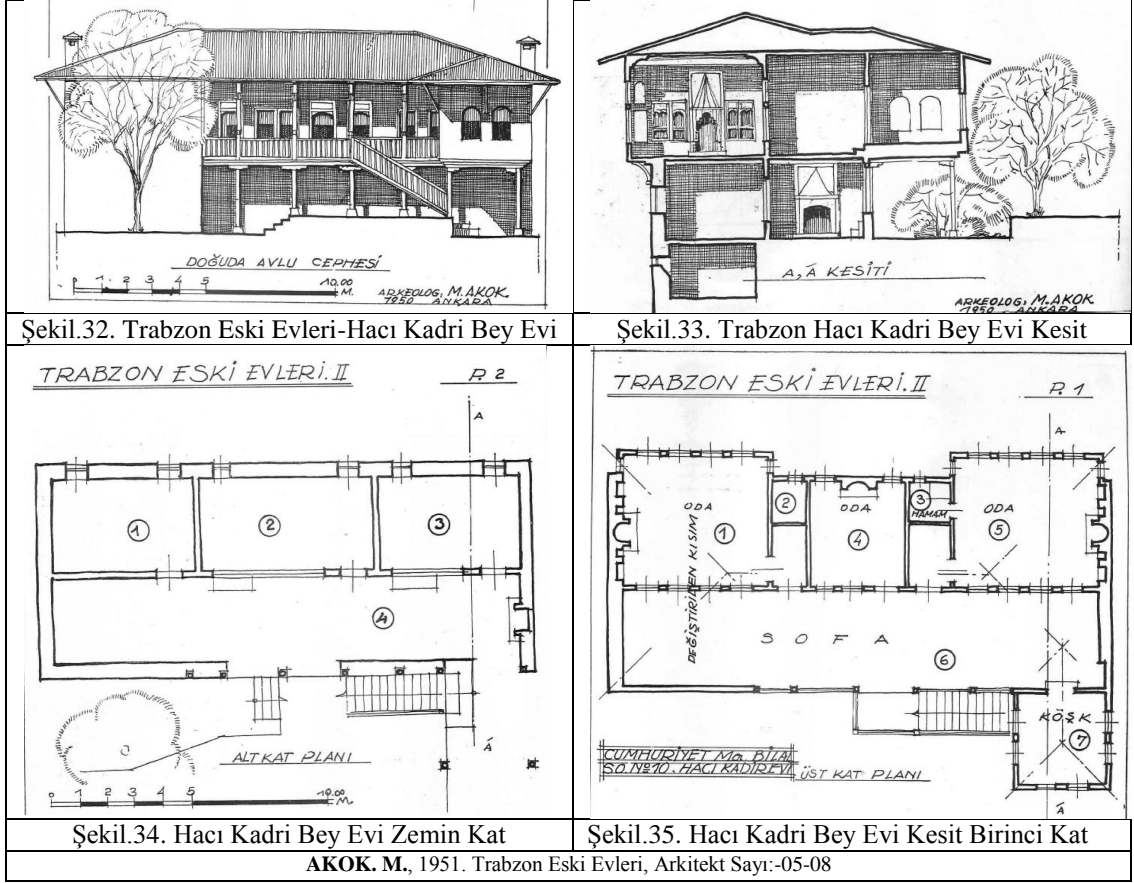 DOĞUDA AVLU CEPHESİ
0 1 2 3 4 5 10.00 M.
ARKEOLOG, M.AKOK.
1950 ANKARA
A, Á KESİTİ
ARKEOLOG, M.AKOK
1950 - ANKARA
Şekil.32. Trabzon Eski Evleri-Hacı Kadri Bey Evi
Şekil.33. Trabzon Hacı Kadri Bey Evi Kesit
TRABZON ESKİ EVLERİ. II P. 2
A
1 2 3
4
Á
ALTKAT PLANI
0 1 2 3 4 5 10.00 M.
TRABZON ESKİ EVLERİ. II P. 1
A
ODA 2 ODA 3 ODA
HAMAM
1 4 5
DEĞİŞTİRİLEN KISIM
SOFA
6
KÖŞK
7
CUMHURİYET Ma. BİLAL
SO. Nº10. HACI KADİR EVİ
ÜST KAT PLANI
Á
Şekil.34. Hacı Kadri Bey Evi Zemin Kat
Şekil.35. Hacı Kadri Bey Evi Kesit Birinci Kat
AKOK. M., 1951. Trabzon Eski Evleri, Arkitekt Sayı:-05-08